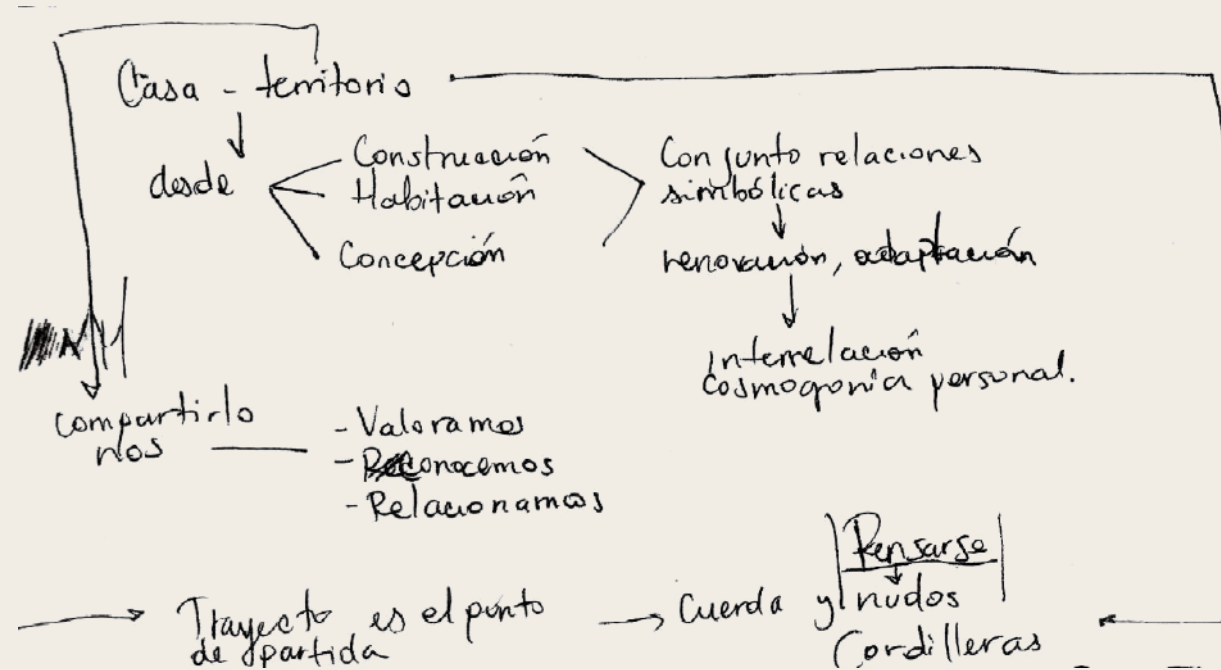 Casa - territorio
desde
Construcción
Habitación
Concepción
Conjunto relaciones
simbólicas
renovación, adaptación
Interrelación
cosmogonía personal.
compartirlo
nos
- Valoramos
- Reconocemos
- Relacionamos
Trayecto es el punto
de partida
Pensarse
Cuerda y nudos
Cordilleras